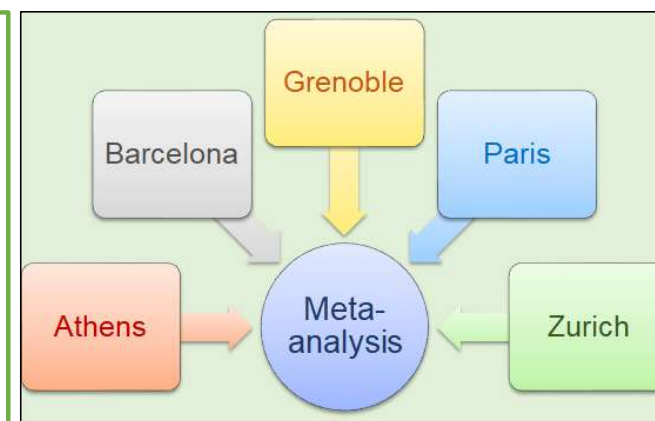 Grenoble
Barcelona
Paris
Athens
Meta-
analysis
Zurich